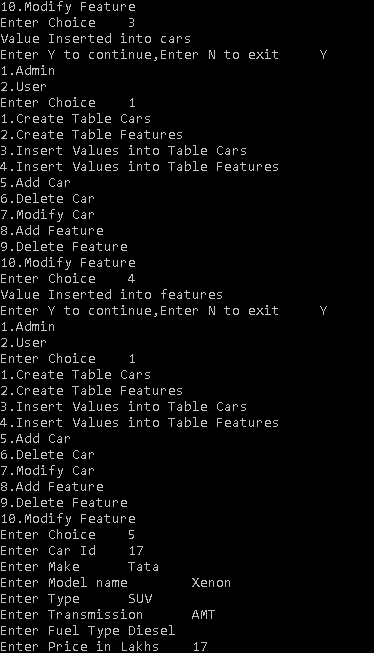 10.Modify Feature
Enter Choice    3
Value Inserted into cars
Enter Y to continue,Enter N to exit     Y
1.Admin
2.User
Enter Choice    1
1.Create Table Cars
2.Create Table Features
3.Insert Values into Table Cars
4.Insert Values into Table Features
5.Add Car
6.Delete Car
7.Modify Car
8.Add Feature
9.Delete Feature
10.Modify Feature
Enter Choice    4
Value Inserted into features
Enter Y to continue,Enter N to exit     Y
1.Admin
2.User
Enter Choice    1
1.Create Table Cars
2.Create Table Features
3.Insert Values into Table Cars
4.Insert Values into Table Features
5.Add Car
6.Delete Car
7.Modify Car
8.Add Feature
9.Delete Feature
10.Modify Feature
Enter Choice    5
Enter Car Id    17
Enter Make      Tata
Enter Model name        Xenon
Enter Type      SUV
Enter Transmission      AMT
Enter Fuel Type Diesel
Enter Price in Lakhs    17